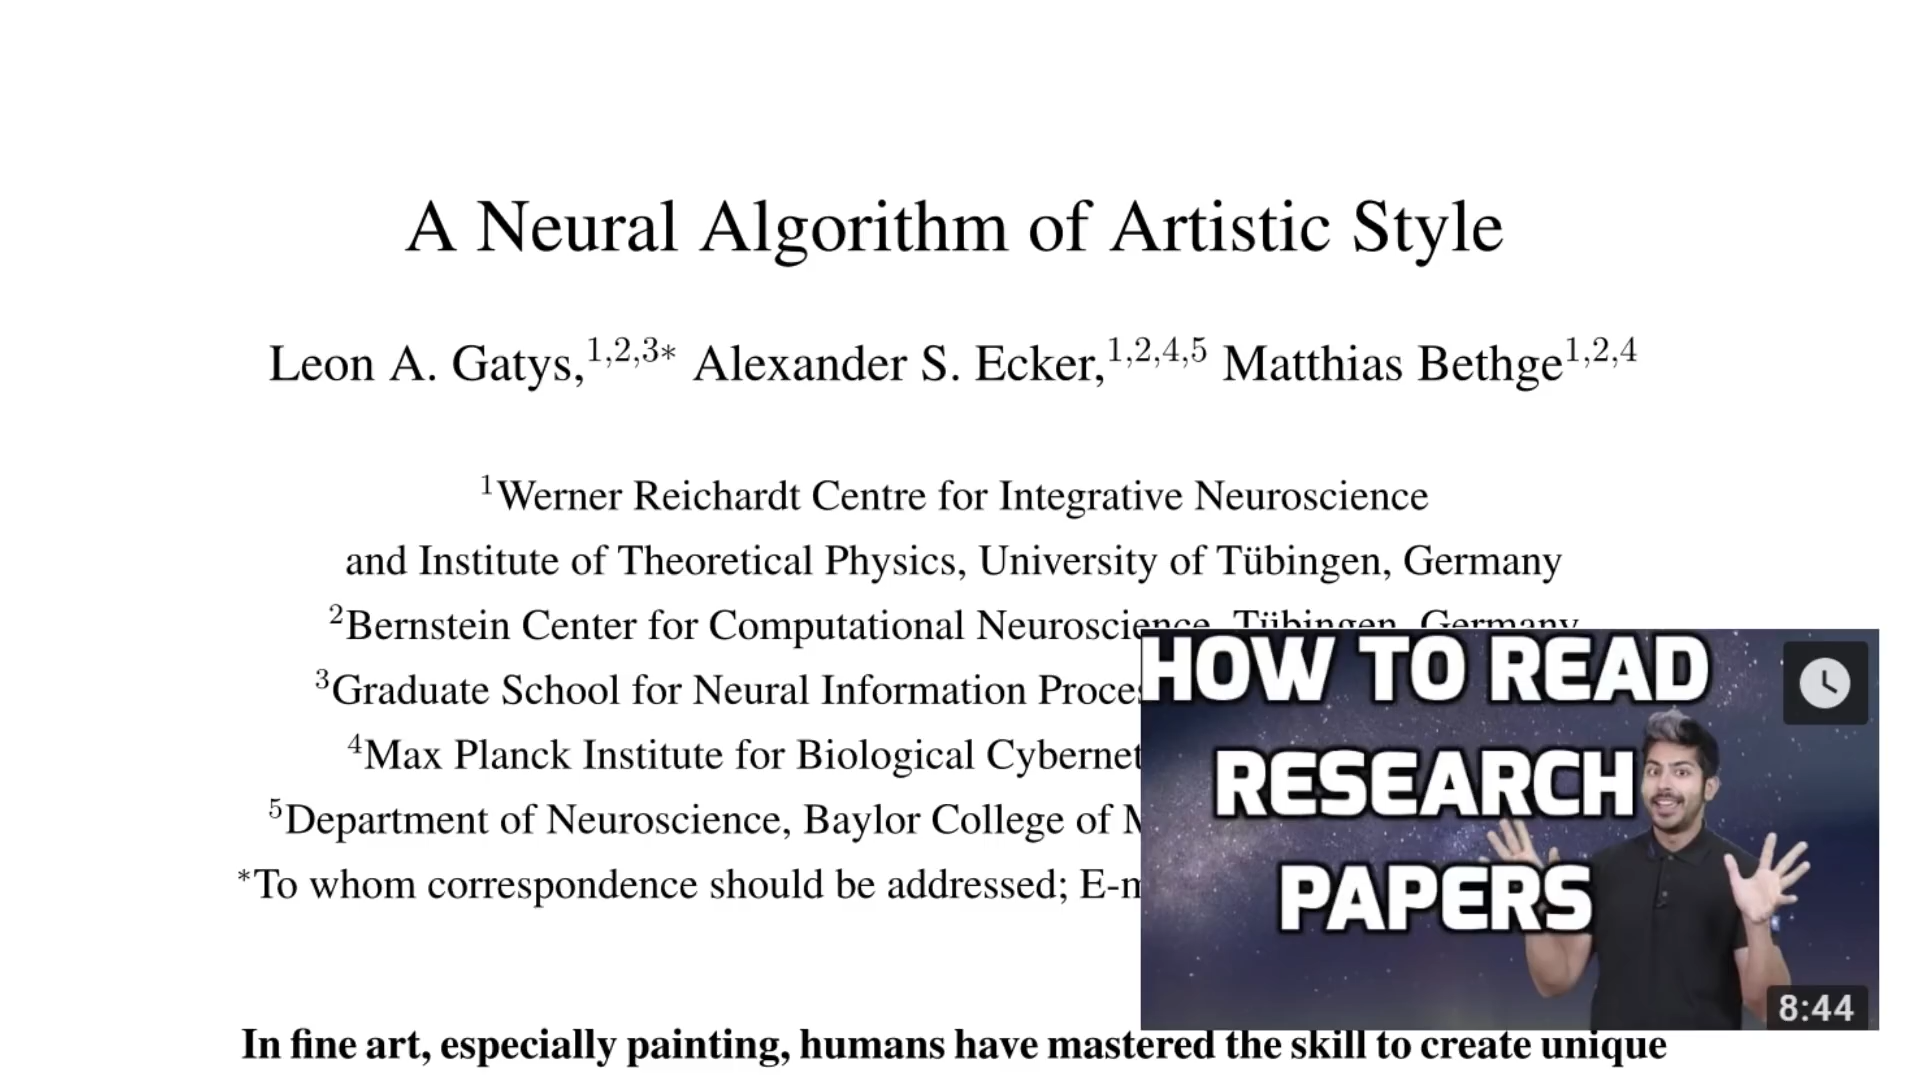 A Neural Algorithm of Artistic Style
Leon A. Gatys,1,2,3* Alexander S. Ecker,1,2,4,5 Matthias Bethge1,2,4
1Werner Reichardt Centre for Integrative Neuroscience
and Institute of Theoretical Physics, University of Tübingen, Germany
2Bernstein Center for Computational Neuroscience, Tübingen, Germany
3Graduate School for Neural Information
4Max Planck Institute for Biological
5Department of Neuroscience, Baylor College of
*To whom correspondence should be addressed;
In fine art, especially painting, humans have mastered the skill to create unique
HOW TO READ
RESEARCH
PAPERS
8:44